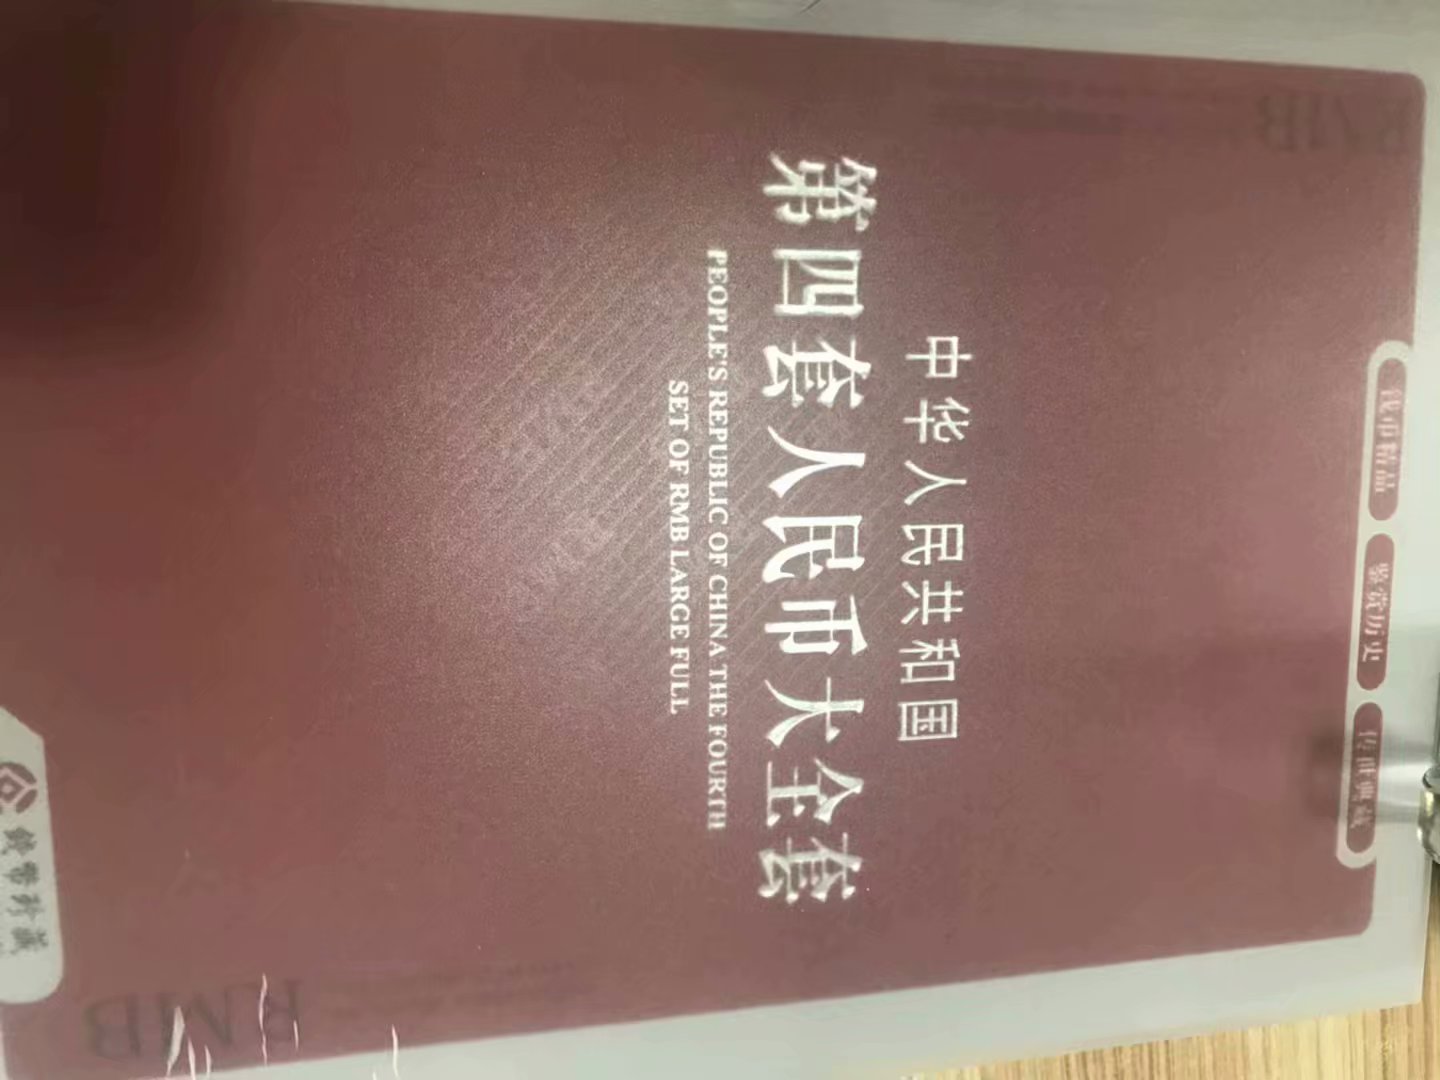 钱币精品
鉴赏历史
传世典藏
中华人民共和国
第四套人民币大全套
PEOPLE'S REPUBLIC OF CHINA THE FOURTH
SET OF RMB LARGE FULL
RMB